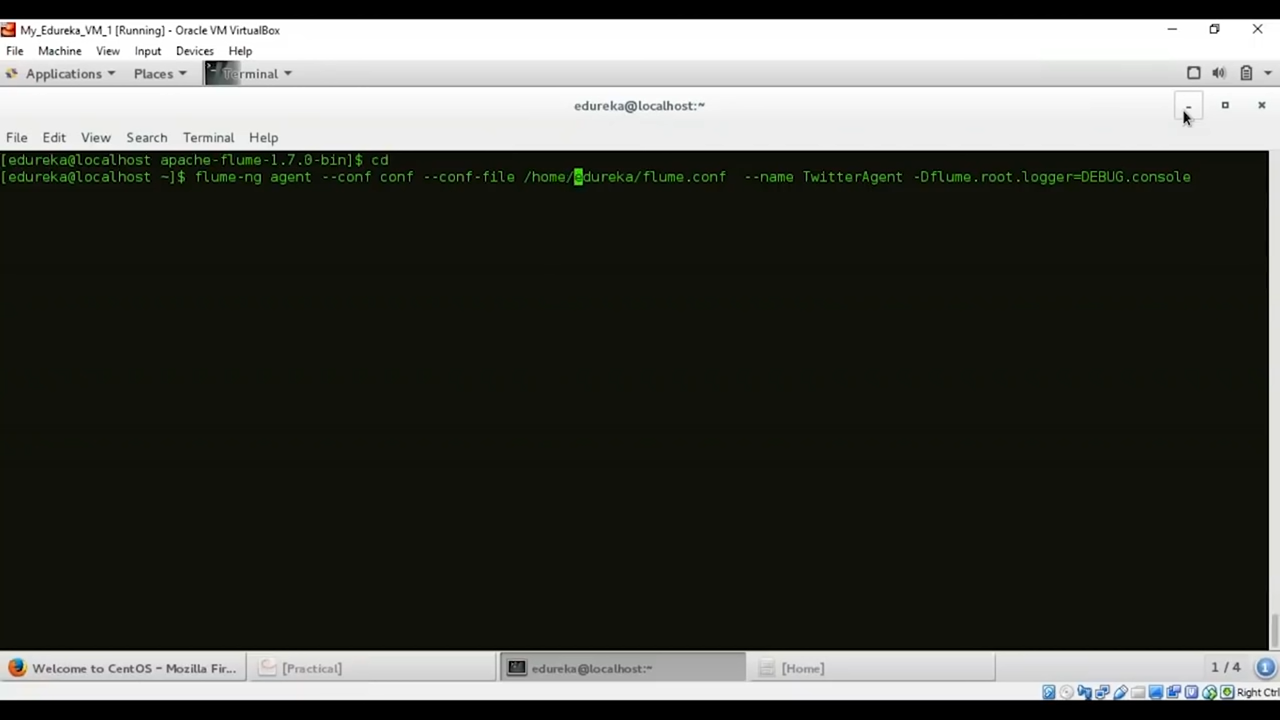 My_Edureka_VM_1 [Running] - Oracle VM VirtualBox
File Machine View Input Devices Help
Applications Places Terminal
edureka@localhost:~
File Edit View Search Terminal Help
[edureka@localhost apache-flume-1.7.0-bin]$ cd
[edureka@localhost ~]$ flume-ng agent --conf conf --conf-file /home/edureka/flume.conf  --name TwitterAgent -Dflume.root.logger=DEBUG.console
Welcome to CentOS - Mozilla Fir... [Practical] edureka@localhost:~ [Home] 1 / 4 1
Right Ctrl